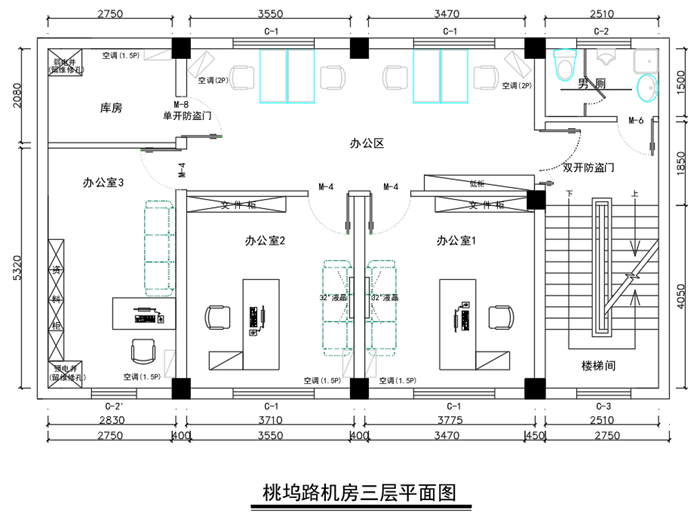 2750 3550 3470 2510
C-1 C-1 C-2
弱电井
(留维修孔)
空调(1.5P)
空调(2P)
空调(2P)
男 厕
2080
库房
M-8
单开防盗门
M-6
1500
办公区
双开防盗门
1850
办公室3
M-4
M-4 M-4
低柜
下 上
文 件 柜
文 件 柜
办公室2
办公室1
5320
资料柜
32"液晶
32"液晶
4050
强电井
(留维修孔)
空调(1.5P)
空调(1.5P)
空调(1.5P)
楼梯间
C-2' C-1 C-1 C-3
2830 3710 3775 2510
2750 400 3550 400 3470 450 2750
桃坞路机房三层平面图